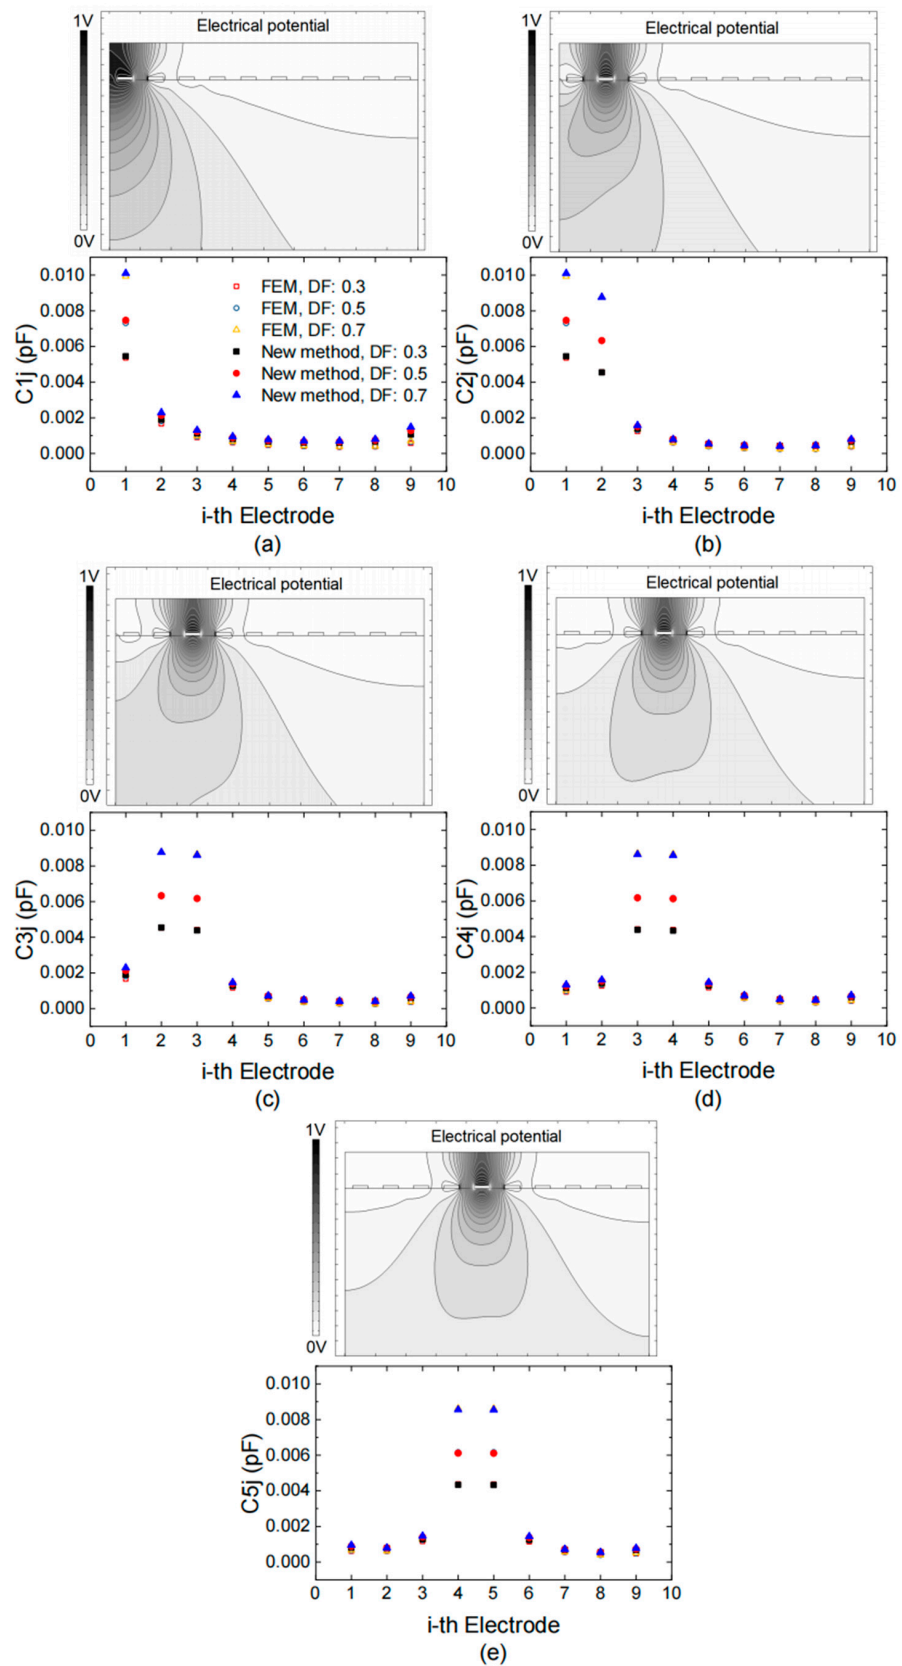 1V
Electrical potential
0V
0.010
0.008
0.006
0.004
0.002
0.000
C1j (pF)
FEM, DF: 0.3
FEM, DF: 0.5
FEM, DF: 0.7
New method, DF: 0.3
New method, DF: 0.5
New method, DF: 0.7
0 1 2 3 4 5 6 7 8 9 10
i-th Electrode
(a)
1V
Electrical potential
0V
0.010
0.008
0.006
0.004
0.002
0.000
C2j (pF)
0 1 2 3 4 5 6 7 8 9 10
i-th Electrode
(b)
1V
Electrical potential
0V
0.010
0.008
0.006
0.004
0.002
0.000
C3j (pF)
0 1 2 3 4 5 6 7 8 9 10
i-th Electrode
(c)
1V
Electrical potential
0V
0.010
0.008
0.006
0.004
0.002
0.000
C4j (pF)
0 1 2 3 4 5 6 7 8 9 10
i-th Electrode
(d)
1V
Electrical potential
0V
0.010
0.008
0.006
0.004
0.002
0.000
C5j (pF)
0 1 2 3 4 5 6 7 8 9 10
i-th Electrode
(e)